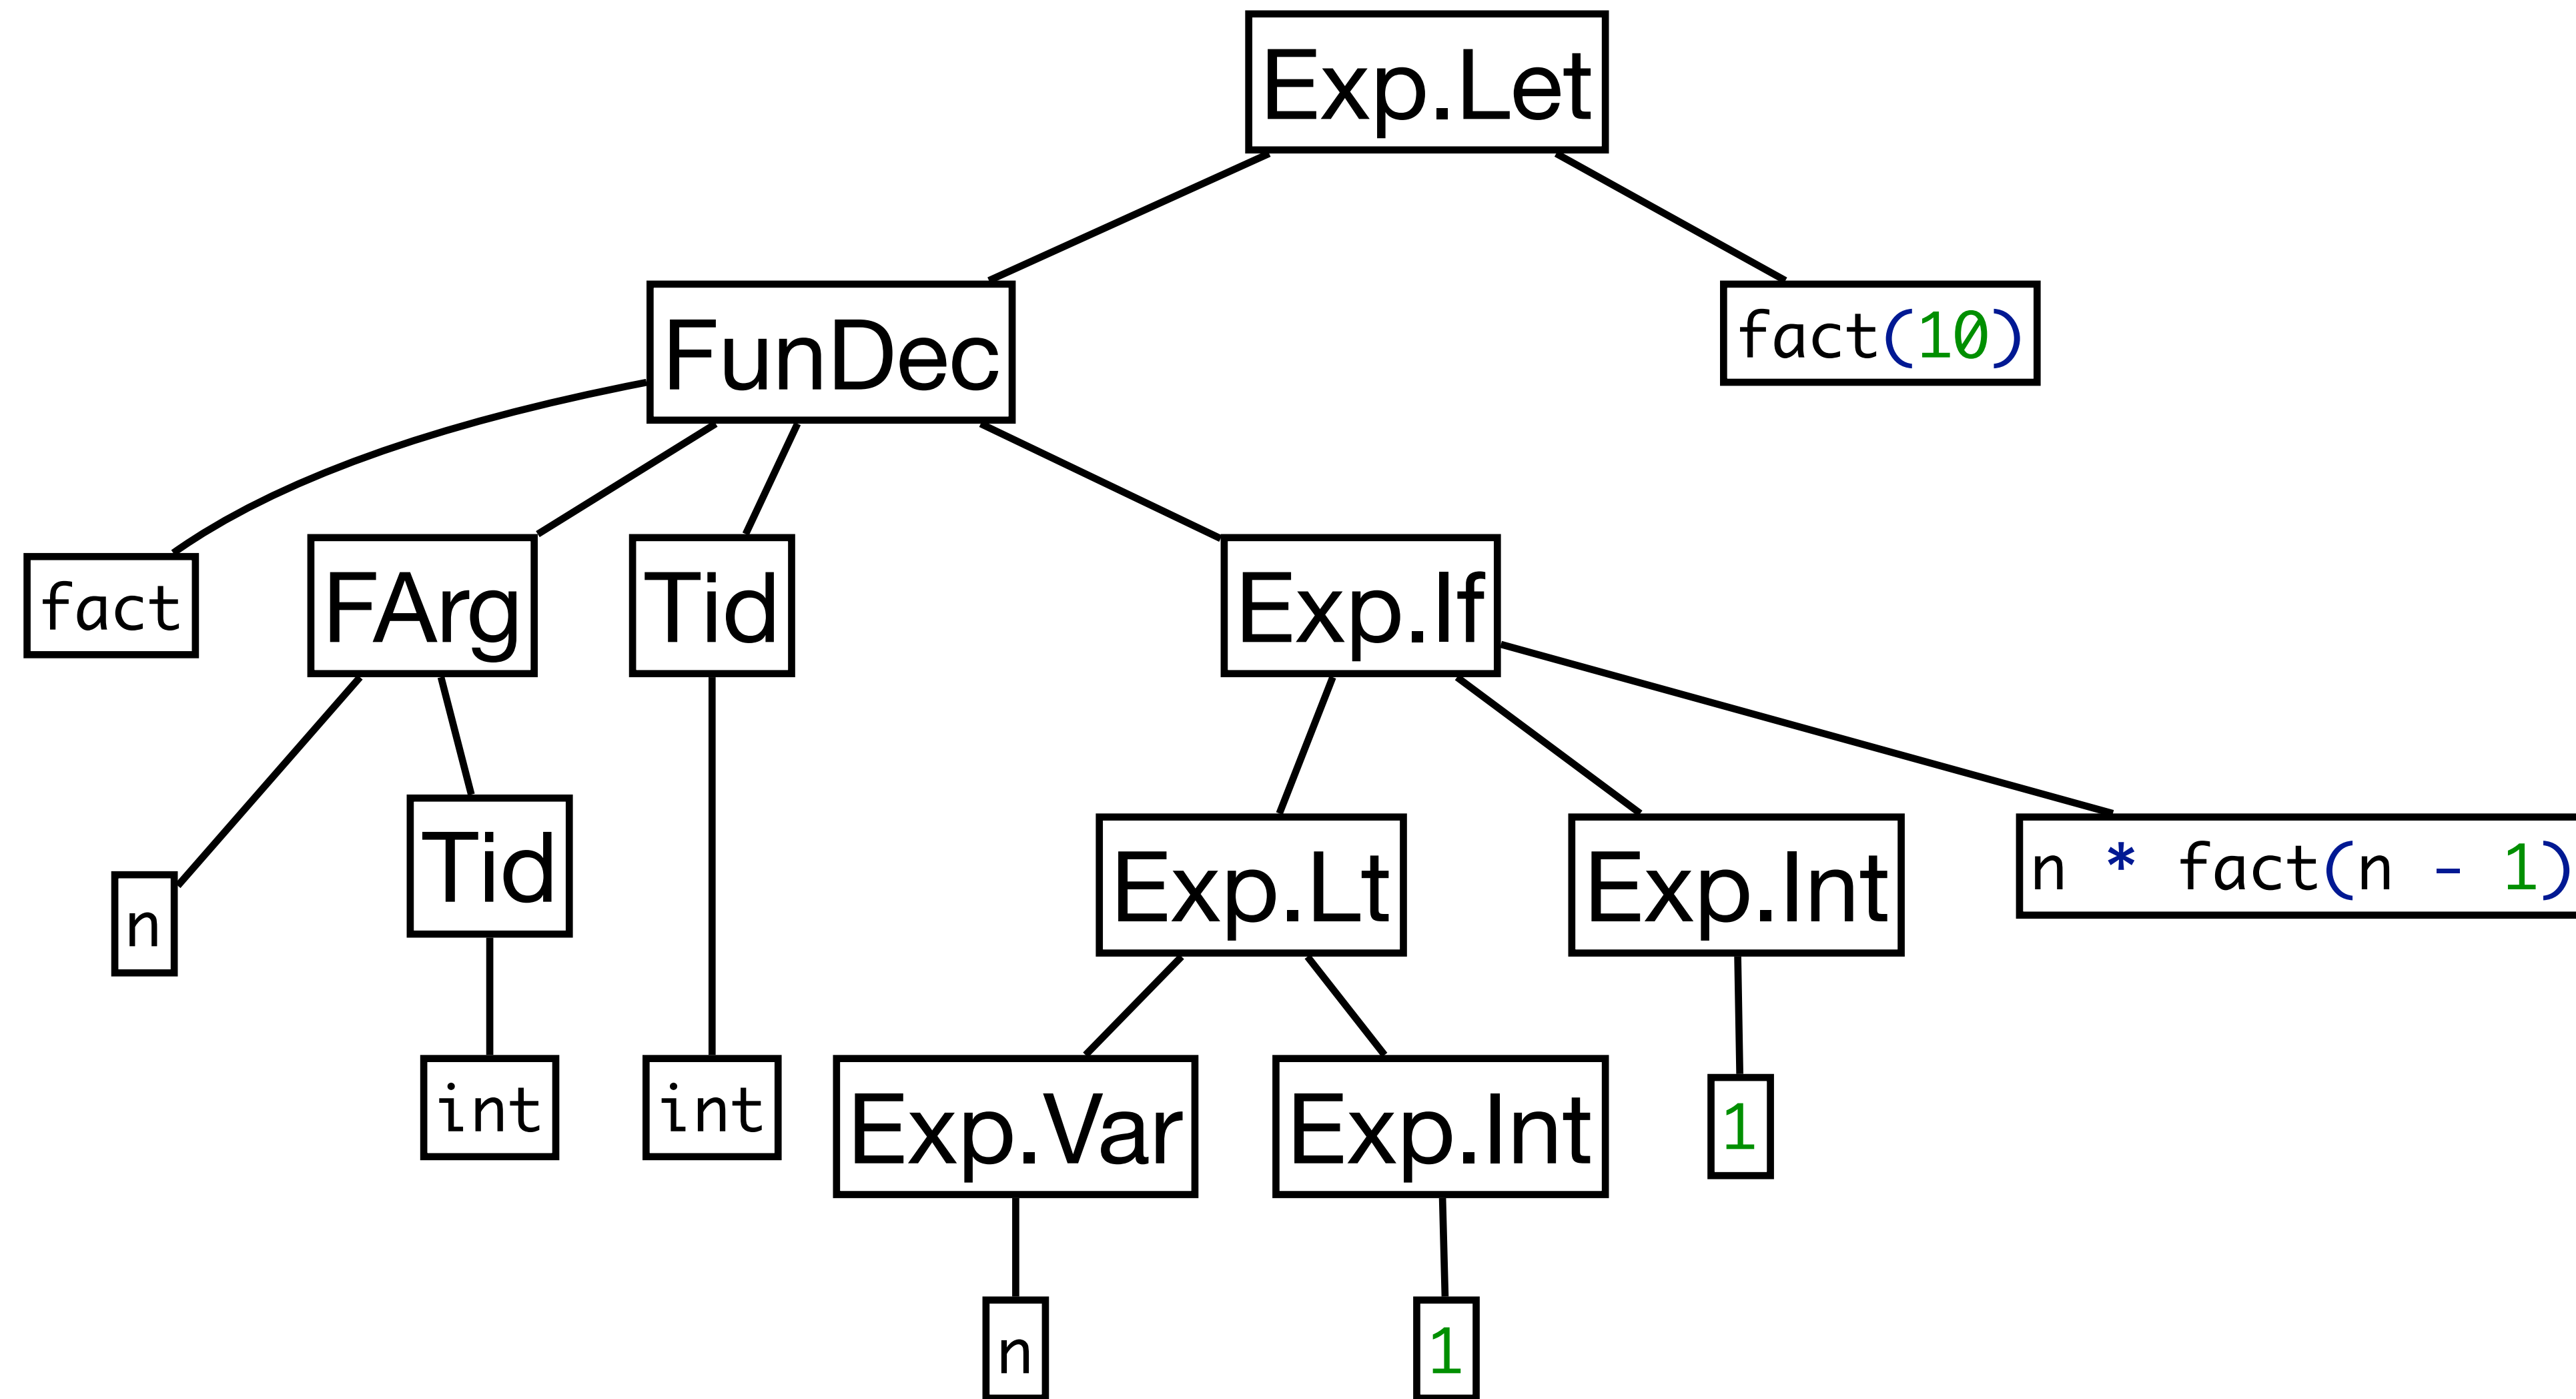 Exp.Let
FunDec
fact(10)
fact
FArg
Tid
Exp.If
n
Tid
Exp.Lt
Exp.Int
n * fact(n - 1)
int
int
Exp.Var
Exp.Int
1
n
1